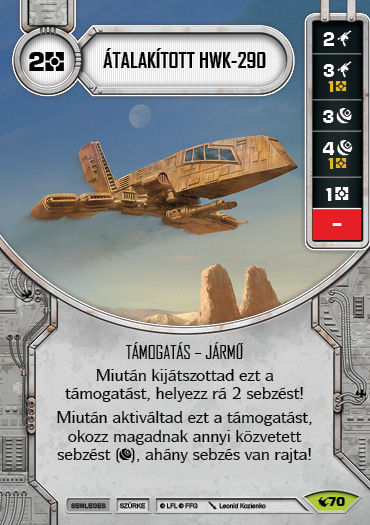 2
ÁTALAKÍTOTT HWK-290
2
3
1
3
4
1
1
–
TÁMOGATÁS – JÁRMŰ
Miután kijátszottad ezt a
támogatást, helyezz rá 2 sebzést!
Miután aktiváltad ezt a támogatást,
okozz magadnak annyi közvetett
sebzést (), ahány sebzés van rajta!
SEMLEGES SZÜRKE © LFL © FFG Leonid Kozienko 70